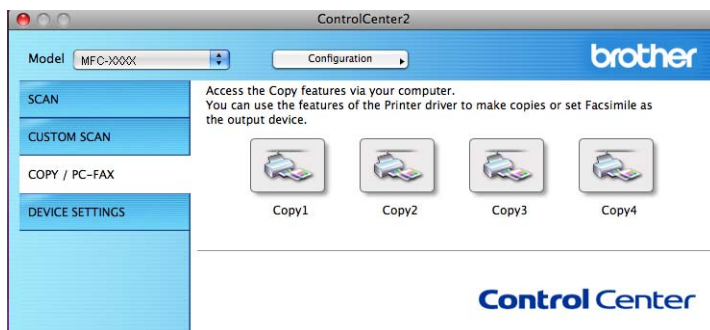 ControlCenter2
Model MFC-XXXX Configuration brother
SCAN
CUSTOM SCAN
COPY / PC-FAX
DEVICE SETTINGS
Access the Copy features via your computer.
You can use the features of the Printer driver to make copies or set Facsimile as
the output device.
Copy1 Copy2 Copy3 Copy4
Control Center